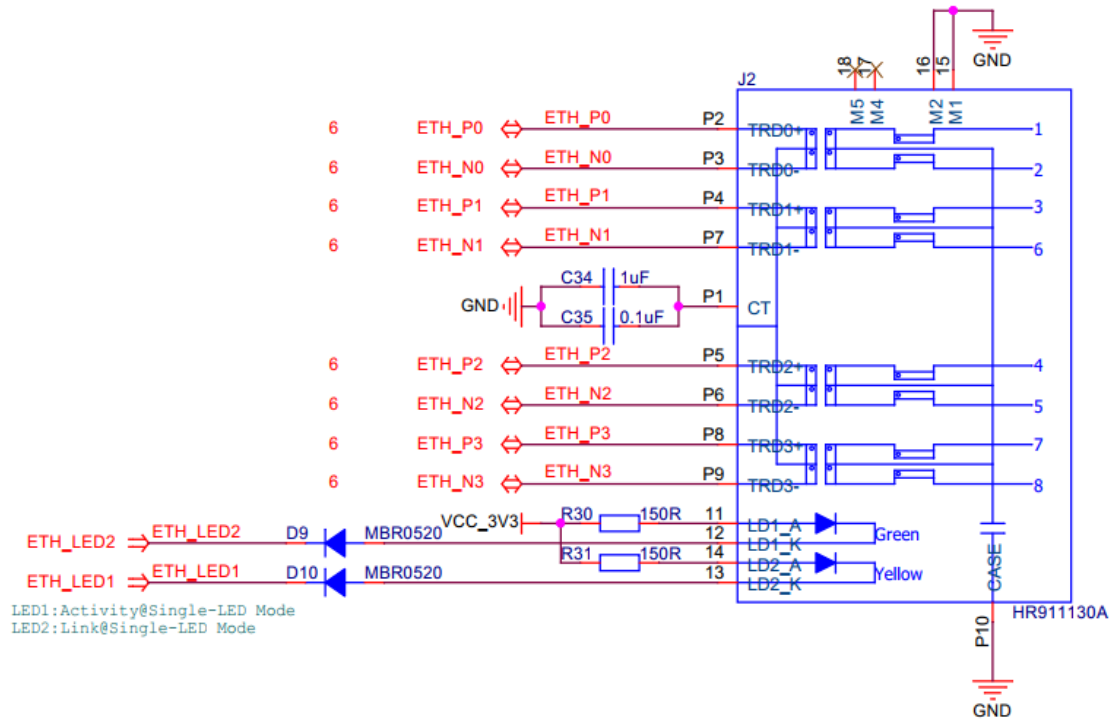 GND
18
17
16
15
J2
M5
M4
M2
M1
6 ETH_P0 ETH_P0 P2 TRD0+ 1
6 ETH_N0 ETH_N0 P3 TRD0- 2
6 ETH_P1 ETH_P1 P4 TRD1+ 3
6 ETH_N1 ETH_N1 P7 TRD1- 6
C34 1uF
GND P1 CT
C35 0.1uF
6 ETH_P2 ETH_P2 P5 TRD2+ 4
6 ETH_N2 ETH_N2 P6 TRD2- 5
6 ETH_P3 ETH_P3 P8 TRD3+ 7
6 ETH_N3 ETH_N3 P9 TRD3- 8
VCC_3V3 R30 150R 11 LD1_A
ETH_LED2 ETH_LED2 D9 MBR0520 12 LD1_K Green
R31 150R 14 LD2_A
ETH_LED1 ETH_LED1 D10 MBR0520 13 LD2_K Yellow
CASE
LED1:Activity@Single-LED Mode
LED2:Link@Single-LED Mode
HR911130A
P10
GND